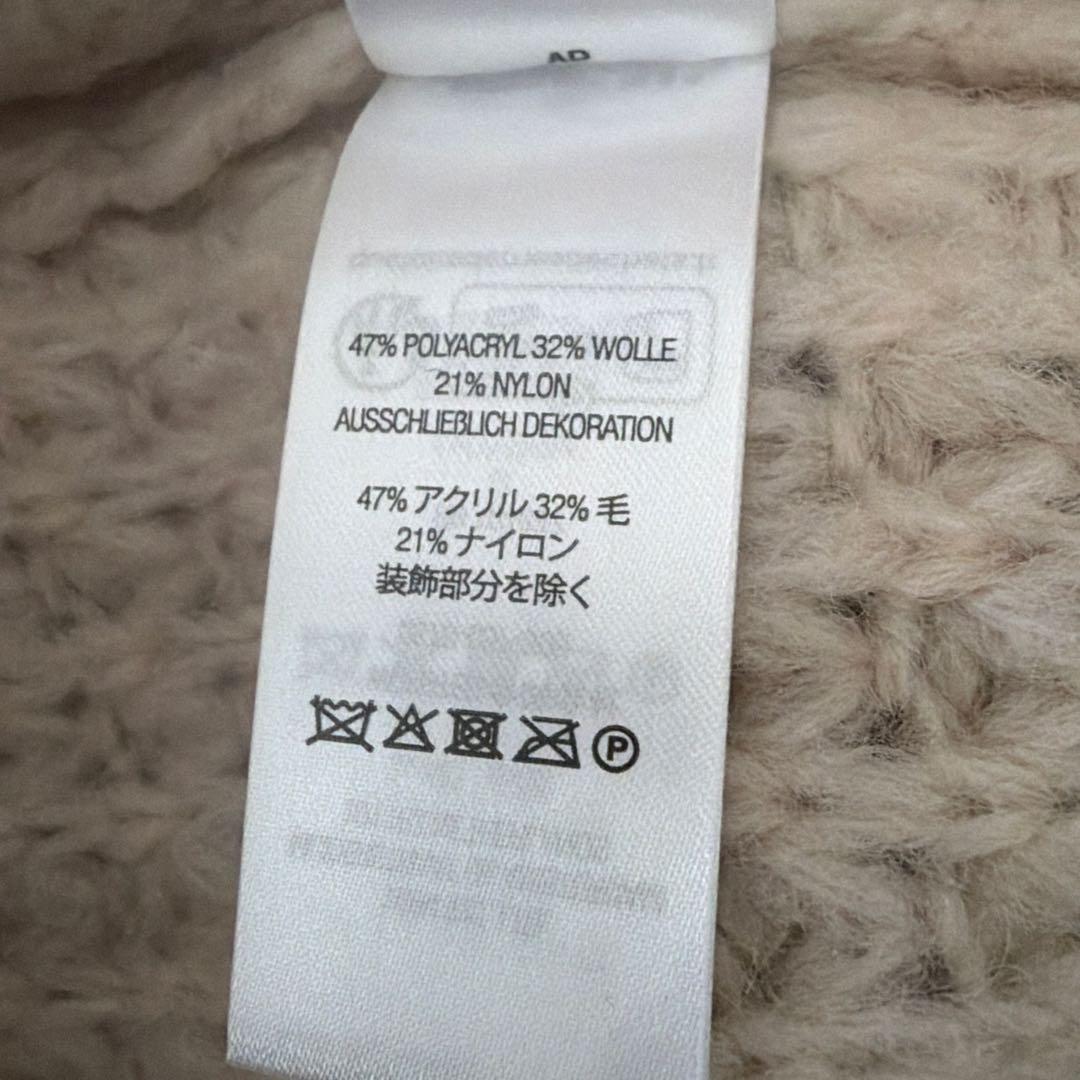 47% POLYACRYL 32% WOLLE
21% NYLON
AUSSCHLIEßLICH DEKORATION
47% アクリル 32% 毛
21% ナイロン
装飾部分を除く
P